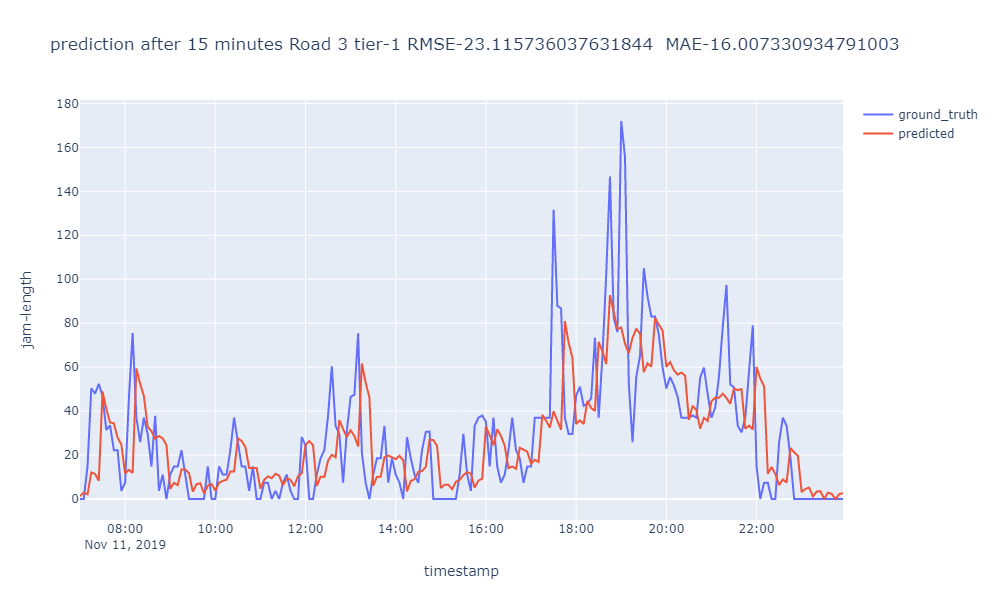 prediction after 15 minutes Road 3 tier-1 RMSE-23.115736037631844  MAE-16.007330934791003
ground_truth
predicted
jam-length
180
160
140
120
100
80
60
40
20
0
08:00 10:00 12:00 14:00 16:00 18:00 20:00 22:00
Nov 11, 2019
timestamp